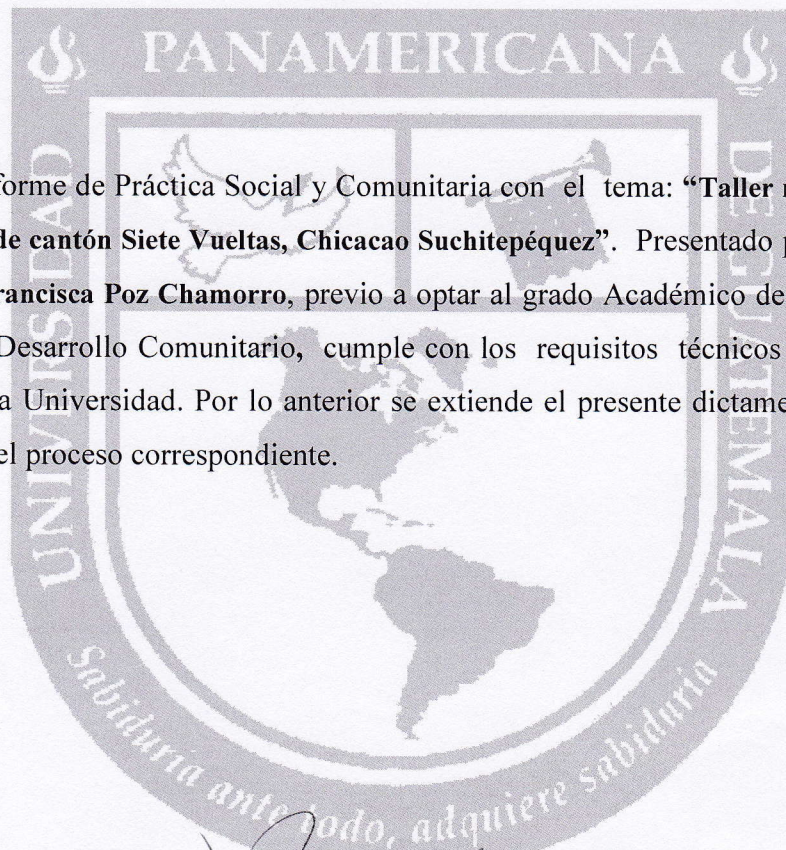 PANAMERICANA
UNIVERSIDAD
DE GUATEMALA
forme de Práctica Social y Comunitaria con el tema: “Taller
de cantón Siete Vueltas, Chicacao Suchitepéquez”. Presentado
rancisca Poz Chamorro, previo a optar al grado Académico de
Desarrollo Comunitario, cumple con los requisitos técnicos
a Universidad. Por lo anterior se extiende el presente dictame
el proceso correspondiente.
Sabiduría ante todo, adquiere sabiduría